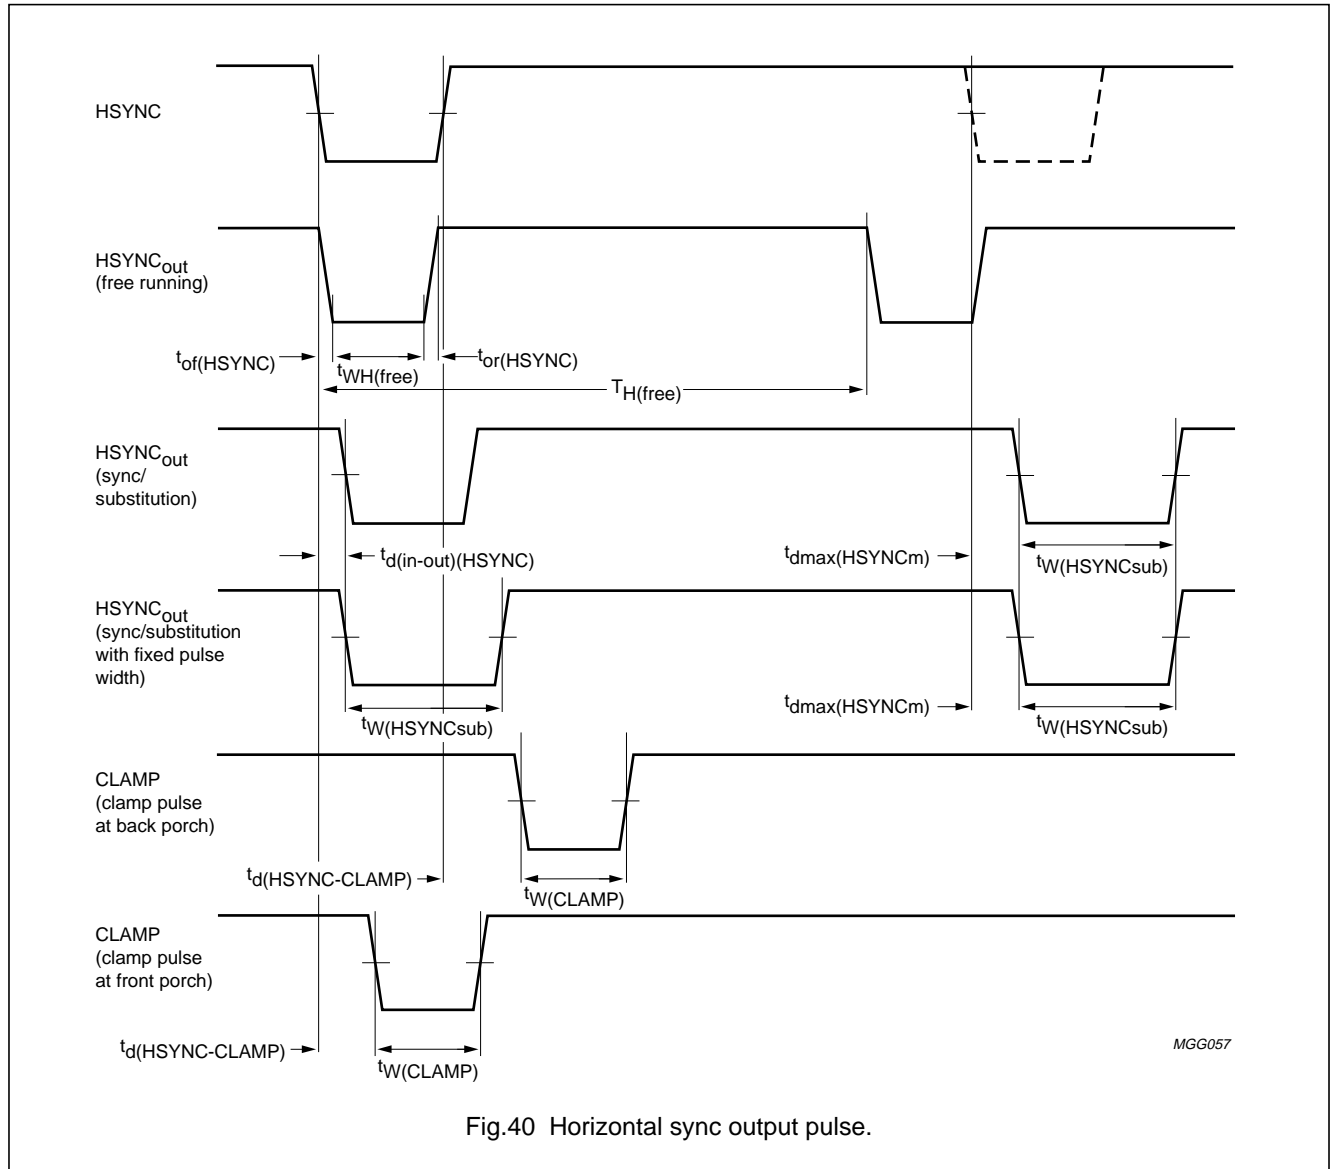 HSYNC
HSYNCout
(free running)
tof(HSYNC)
tWH(free)
tor(HSYNC)
TH(free)
HSYNCout
(sync/
substitution)
td(in-out)(HSYNC)
tdmax(HSYNCm)
tW(HSYNCsub)
HSYNCout
(sync/substitution
with fixed pulse
width)
tW(HSYNCsub)
tdmax(HSYNCm)
tW(HSYNCsub)
CLAMP
(clamp pulse
at back porch)
td(HSYNC-CLAMP)
tW(CLAMP)
CLAMP
(clamp pulse
at front porch)
td(HSYNC-CLAMP)
tW(CLAMP)
MGG057
Fig.40 Horizontal sync output pulse.